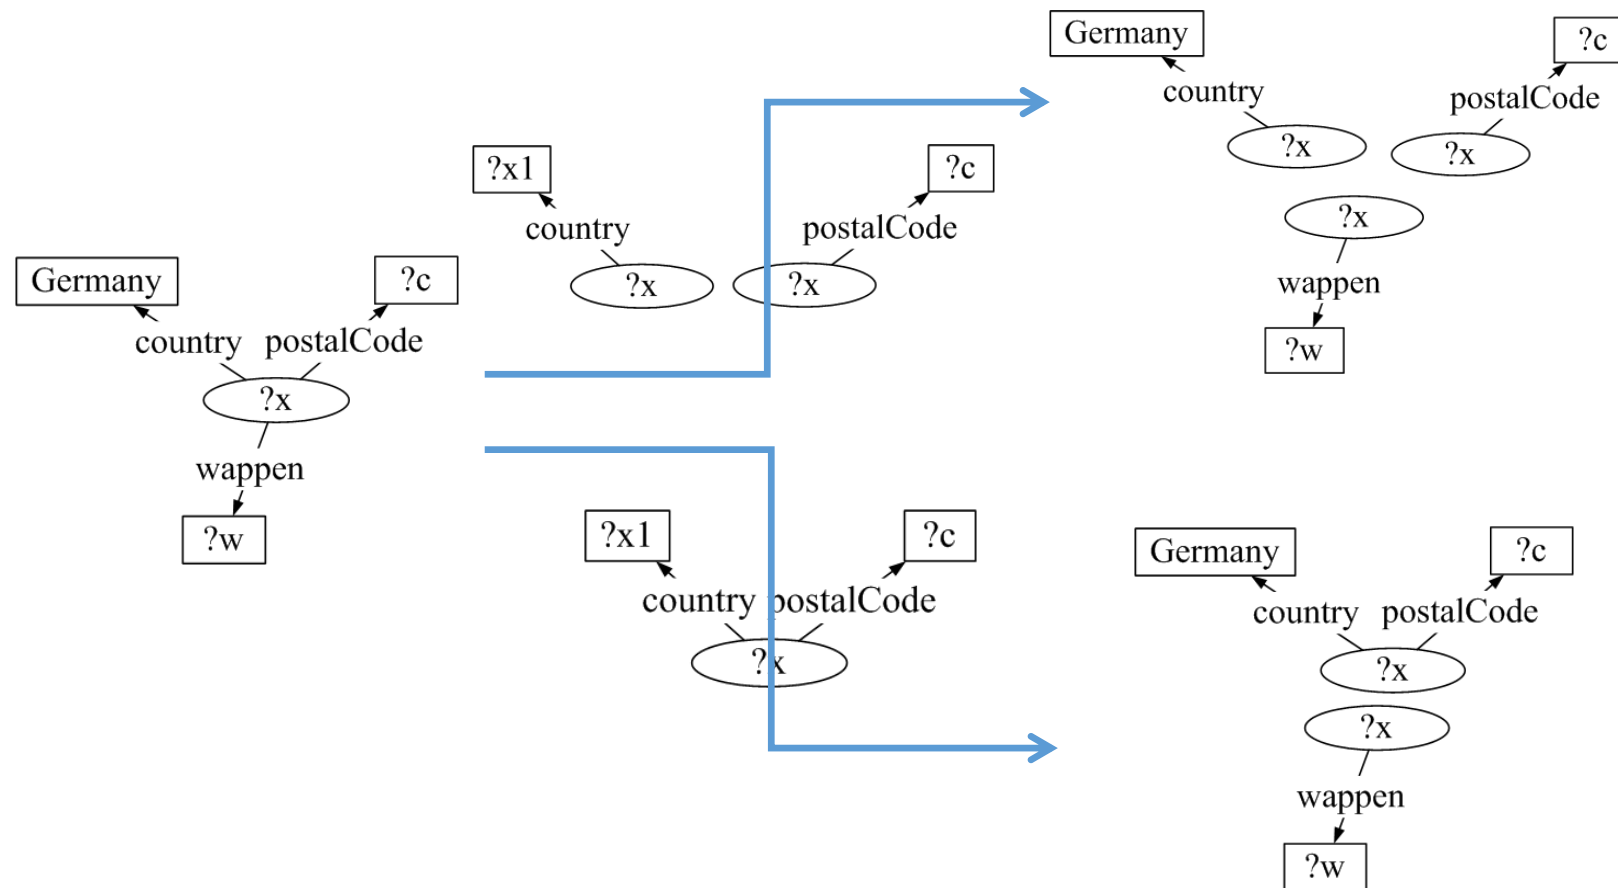 Germany
?c
country
postalCode
?x
wappen
?w
?x1
country
?x
?c
postalCode
?x
?x1
?c
country
postalCode
?x
Germany
country
?x
?c
postalCode
?x
?x
wappen
?w
Germany
?c
country
postalCode
?x
?x
wappen
?w